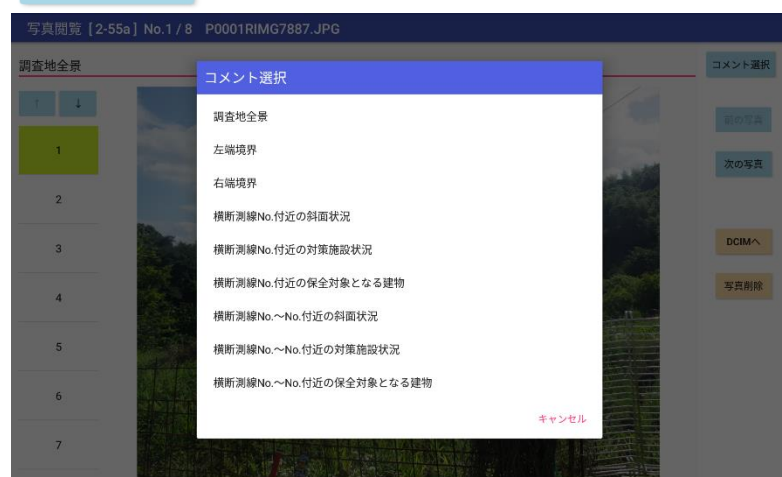 写真閲覧 [2-55a] No.1 / 8 P0001RIMG7887.JPG
調査地全景
コメント選択
↑ ↓
1
2
3
4
5
6
7
コメント選択
調査地全景
左端境界
右端境界
横断測線No.付近の斜面状況
横断測線No.付近の対策施設状況
横断測線No.付近の保全対象となる建物
横断測線No.～No.付近の斜面状況
横断測線No.～No.付近の対策施設状況
横断測線No.～No.付近の保全対象となる建物
キャンセル
前の写真
次の写真
DCIMへ
写真削除